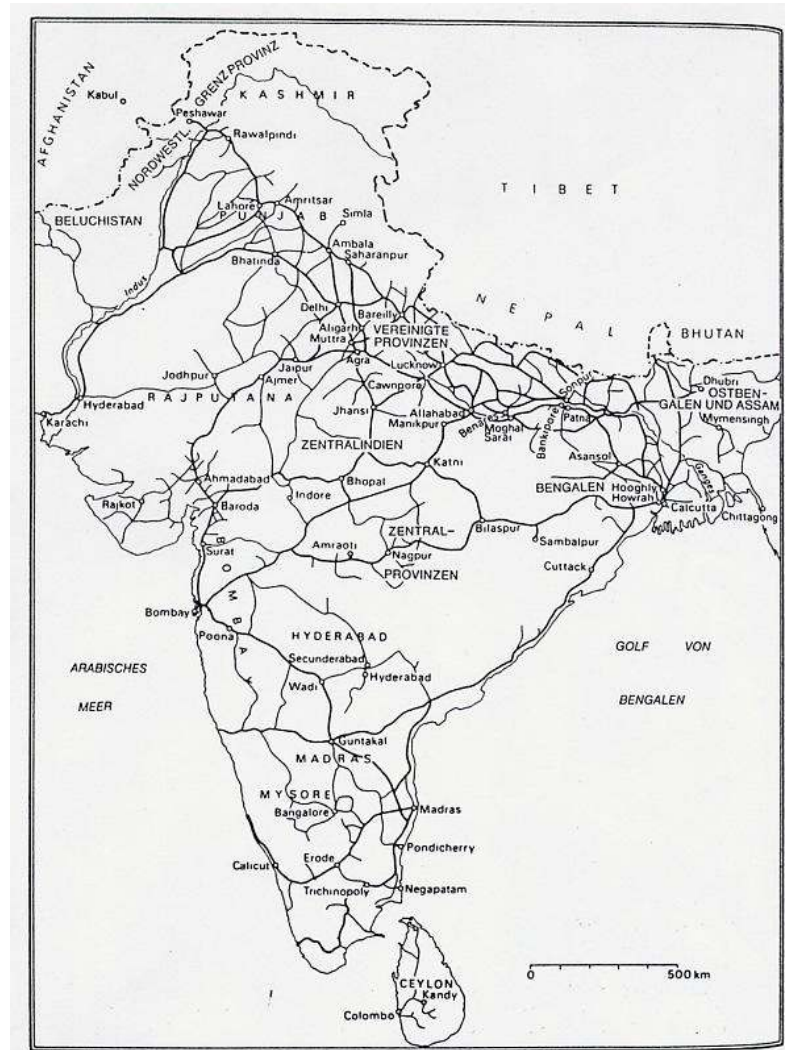 AFGHANISTAN
Kabul
NORDWESTL. GRENZPROVINZ
KASHMIR
Peshawar
Rawalpindi
TIBET
BELUCHISTAN
Lahore
Amritsar
PUNJAB
Simla
Ambala
Saharanpur
Bhatinda
Indus
NEPAL
Delhi
Bareilly
BHUTAN
Aligarh
VEREINIGTE
PROVINZEN
Muttra
Agra
Lucknow
Jaipur
Jodhpur
Ajmer
Cawnpore
Sonpur
Dhubri
OSTBEN-
GALEN UND ASSAM
RAJPUTANA
Hyderabad
Karachi
Jhansi
Allahabad
Manikpur
Benares
Moghal
Sarai
Bankipore
Patna
Mymensingh
ZENTRALINDIEN
Asansol
Katni
Ahmadabad
Bhopal
Indore
BENGALEN
Hooghly
Howrah
Ganges
Calcutta
Chittagong
Rajkot
Baroda
ZENTRAL-
PROVINZEN
Bilaspur
Sambalpur
Surat
Amraoti
Nagpur
Cuttack
BOMBAY
Bombay
Poona
HYDERABAD
Secunderabad
Hyderabad
Wadi
GOLF VON
BENGALEN
ARABISCHES
MEER
Guntakal
MADRAS
MYSORE
Bangalore
Madras
Pondicherry
Calicut
Erode
Trichinopoly
Negapatam
CEYLON
Kandy
Colombo
0 500 km